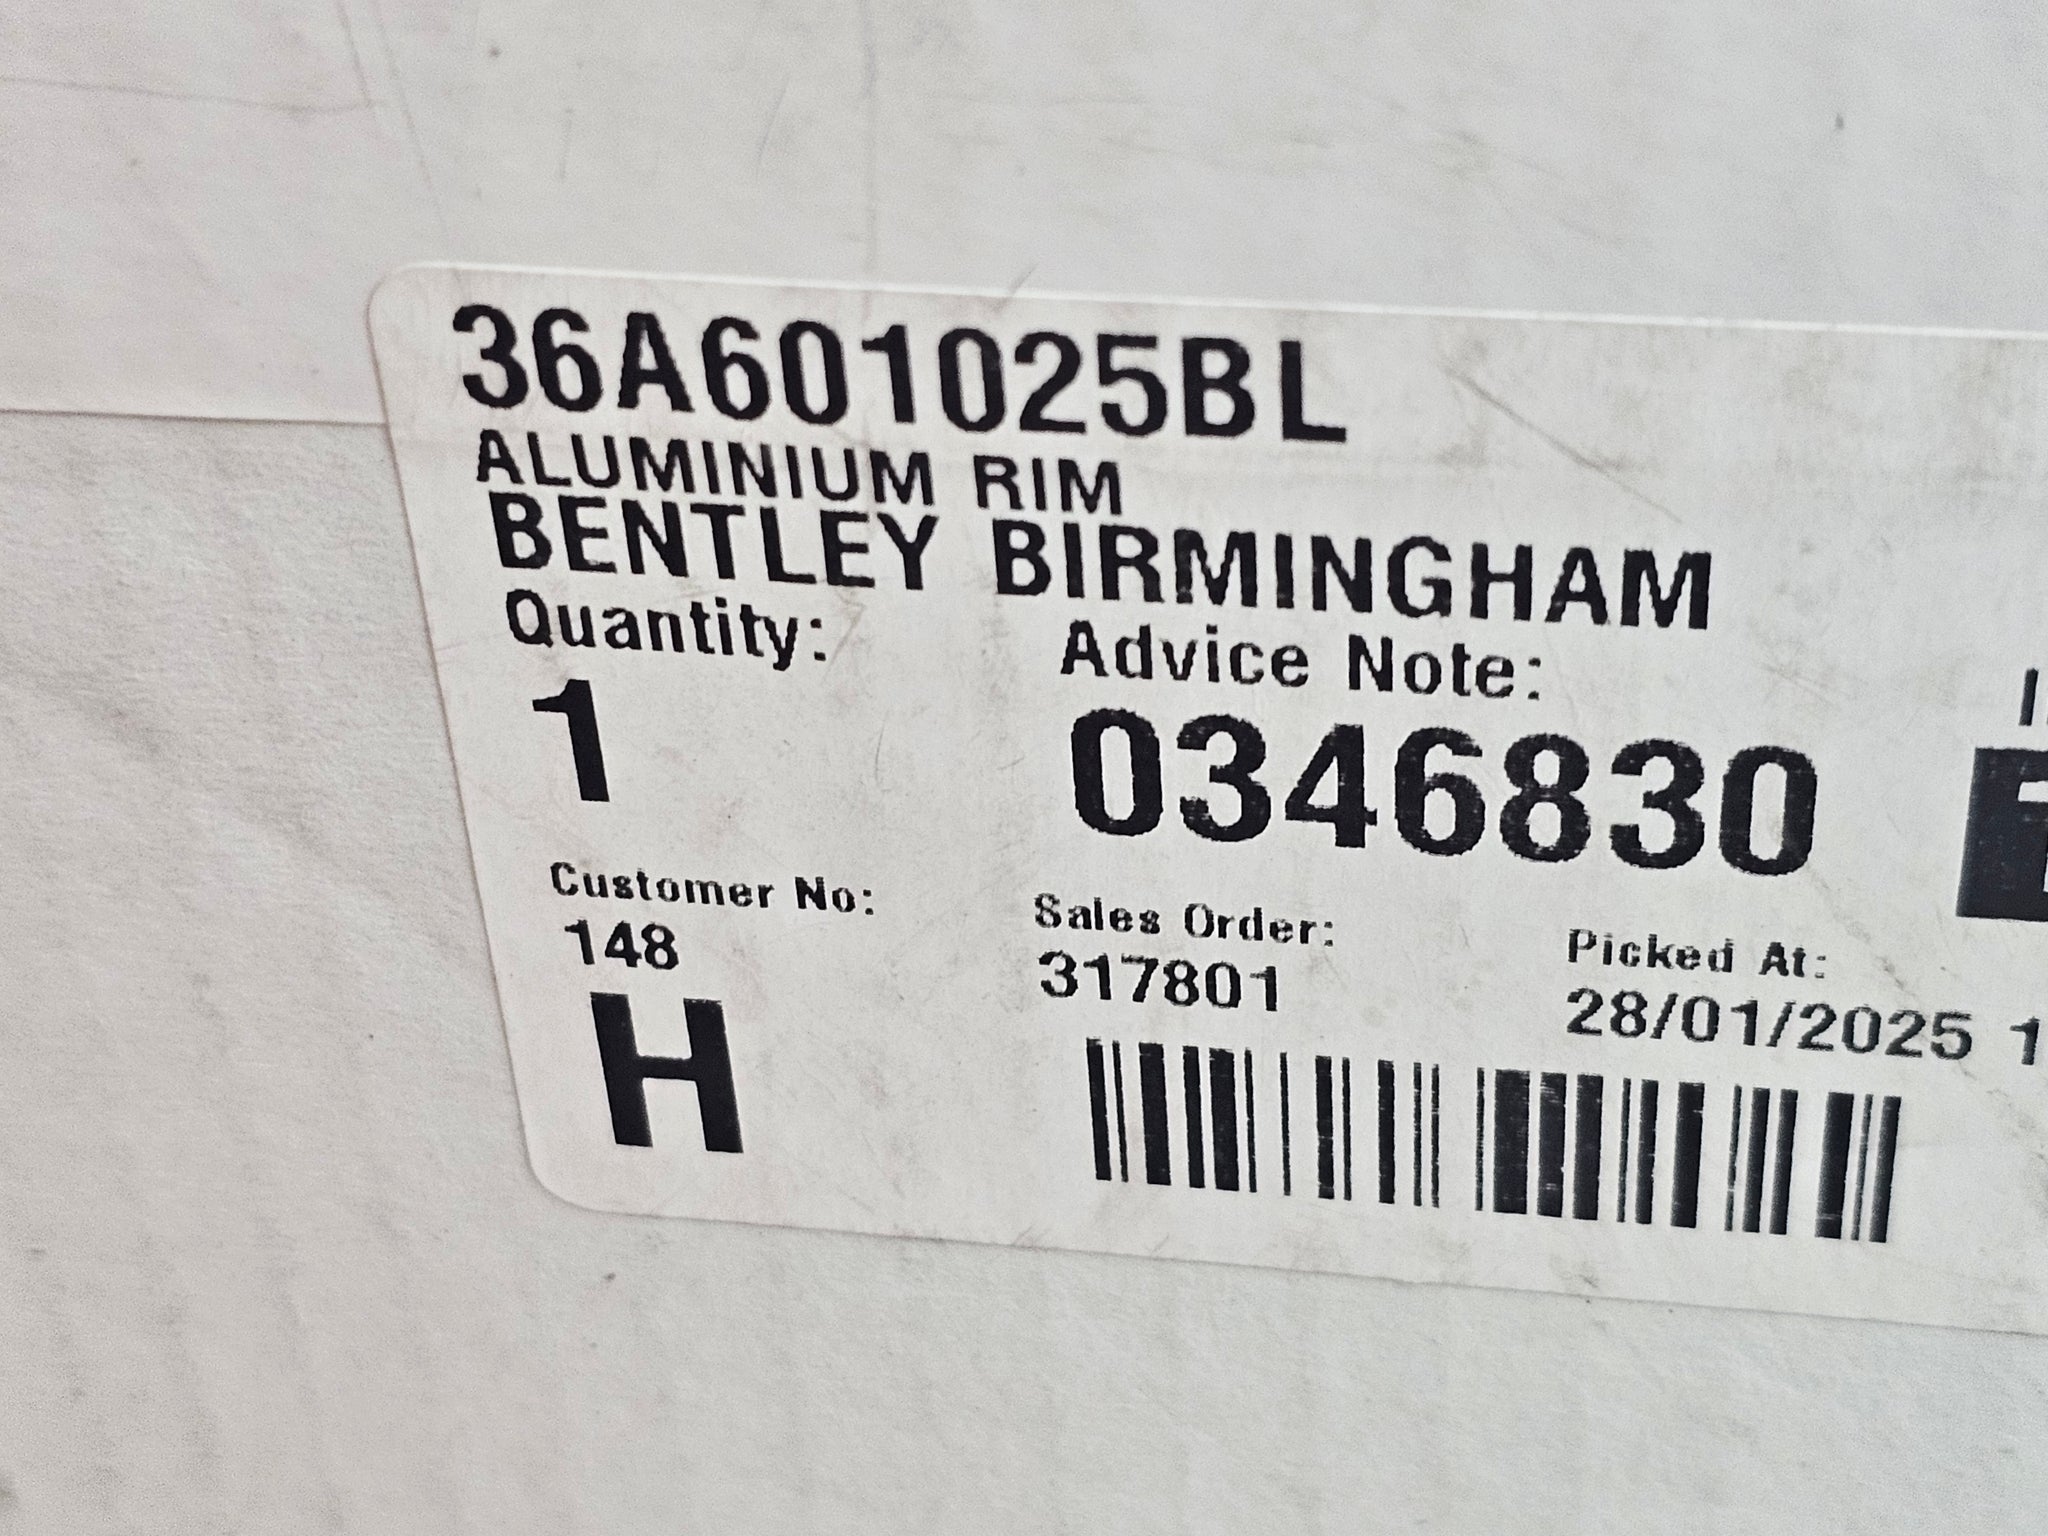 36A601025BL
ALUMINIUM RIM
BENTLEY BIRMINGHAM
Quantity: Advice Note:
1 0346830
Customer No: Sales Order: Picked At:
148 317801 28/01/2025 1
H